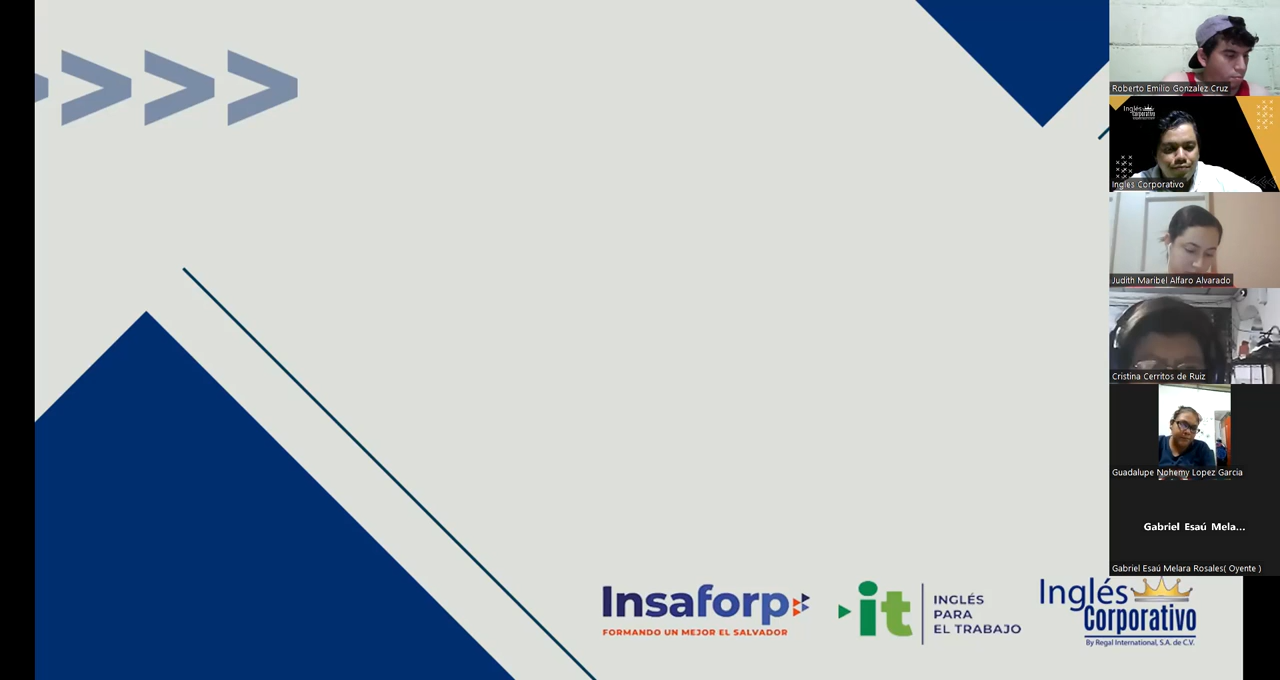 Roberto Emilio Gonzalez Cruz
Inglés
Corporativo
Ingles Corporativo
Judith Maribel Alfaro Alvarado
Cristina Cerritos de Ruiz
Guadalupe Nohemy Lopez Garcia
Gabriel Esaú Mela...
Gabriel Esaú Melara Rosales( Oyente )
Insaforp
FORMANDO UN MEJOR EL SALVADOR
it
INGLÉS
PARA
EL TRABAJO
Inglés
Corporativo
By Regal International, S.A. de C.V.